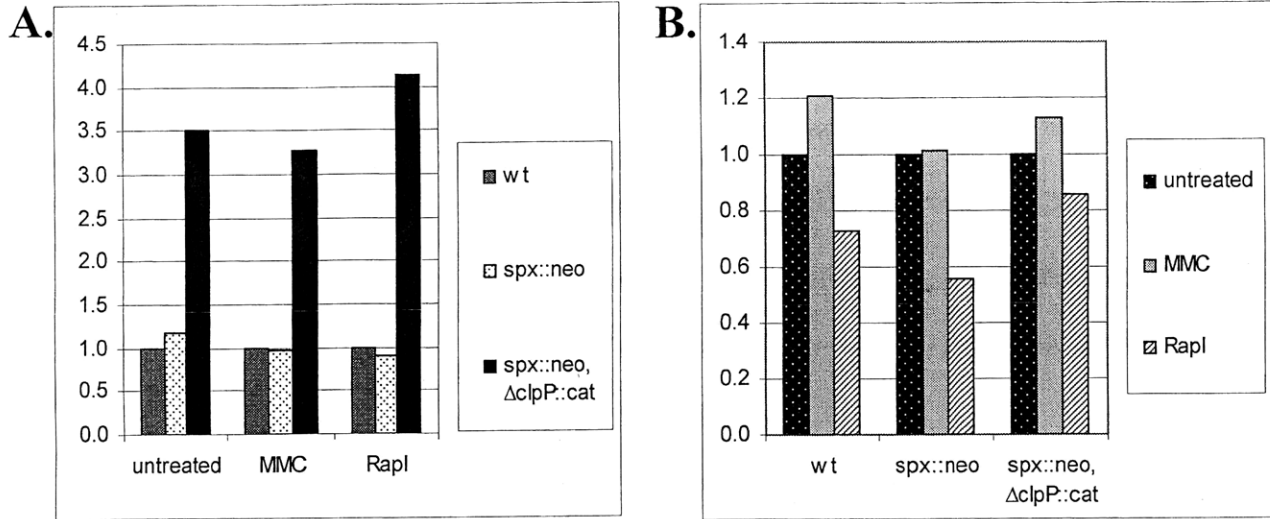 A.
4.5
4.0
3.5
3.0
2.5
2.0
1.5
1.0
0.5
0.0
untreated MMC RapI
wt
spx::neo
spx::neo,
ΔclpP::cat
B.
1.4
1.2
1.0
0.8
0.6
0.4
0.2
0.0
wt spx::neo spx::neo,
ΔclpP::cat
untreated
MMC
RapI